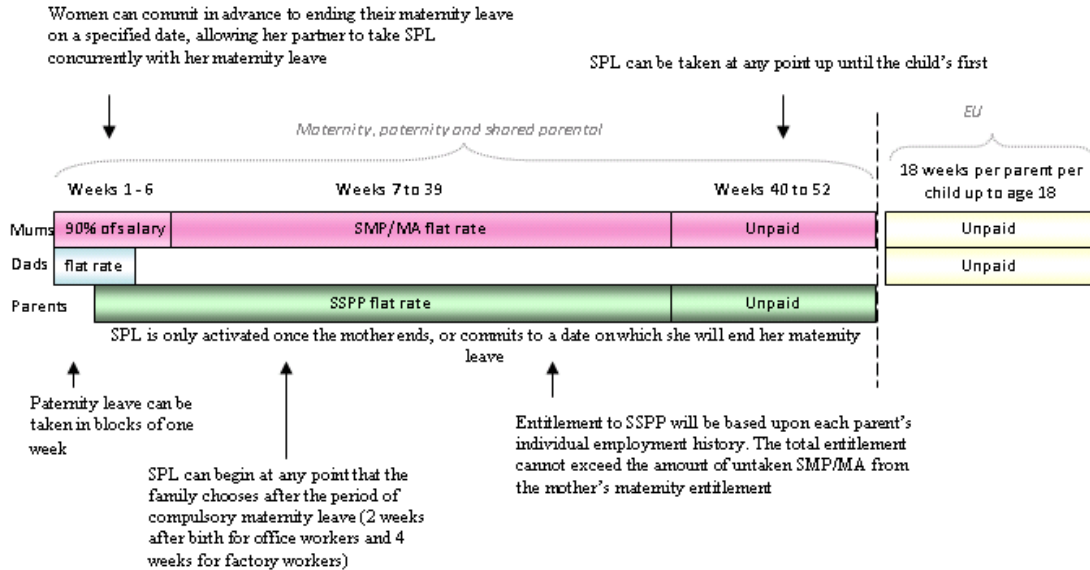 Women can commit in advance to ending their maternity leave
on a specified date, allowing her partner to take SPL
concurrently with her maternity leave
SPL can be taken at any point up until the child's first
Maternity, paternity and shared parental
EU
Weeks 1 - 6
Weeks 7 to 39
Weeks 40 to 52
18 weeks per parent per
child up to age 18
Mums
90% of salary
SMP/MA flat rate
Unpaid
Unpaid
Dads
flat rate
Unpaid
Parents
SSPP flat rate
Unpaid
SPL is only activated once the mother ends, or commits to a date on which she will end her maternity
leave
Paternity leave can be
taken in blocks of one
week
SPL can begin at any point that the
family chooses after the period of
compulsory maternity leave (2 weeks
after birth for office workers and 4
weeks for factory workers)
Entitlement to SSPP will be based upon each parent's
individual employment history. The total entitlement
cannot exceed the amount of untaken SMP/MA from
the mother's maternity entitlement